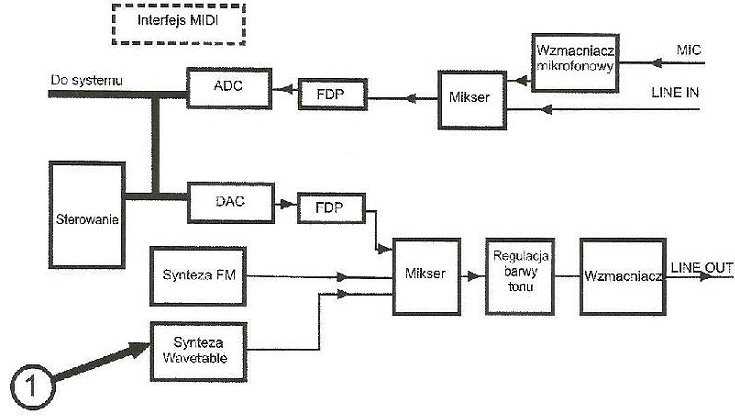 Interfejs MIDI
Wzmacniacz
mikrofonowy
MIC
Do systemu
ADC
FDP
Mikser
LINE IN
Sterowanie
DAC
FDP
Synteza FM
Mikser
Regulacja
barwy
tonu
Wzmacniacz
LINE OUT
Synteza
Wavetable
1